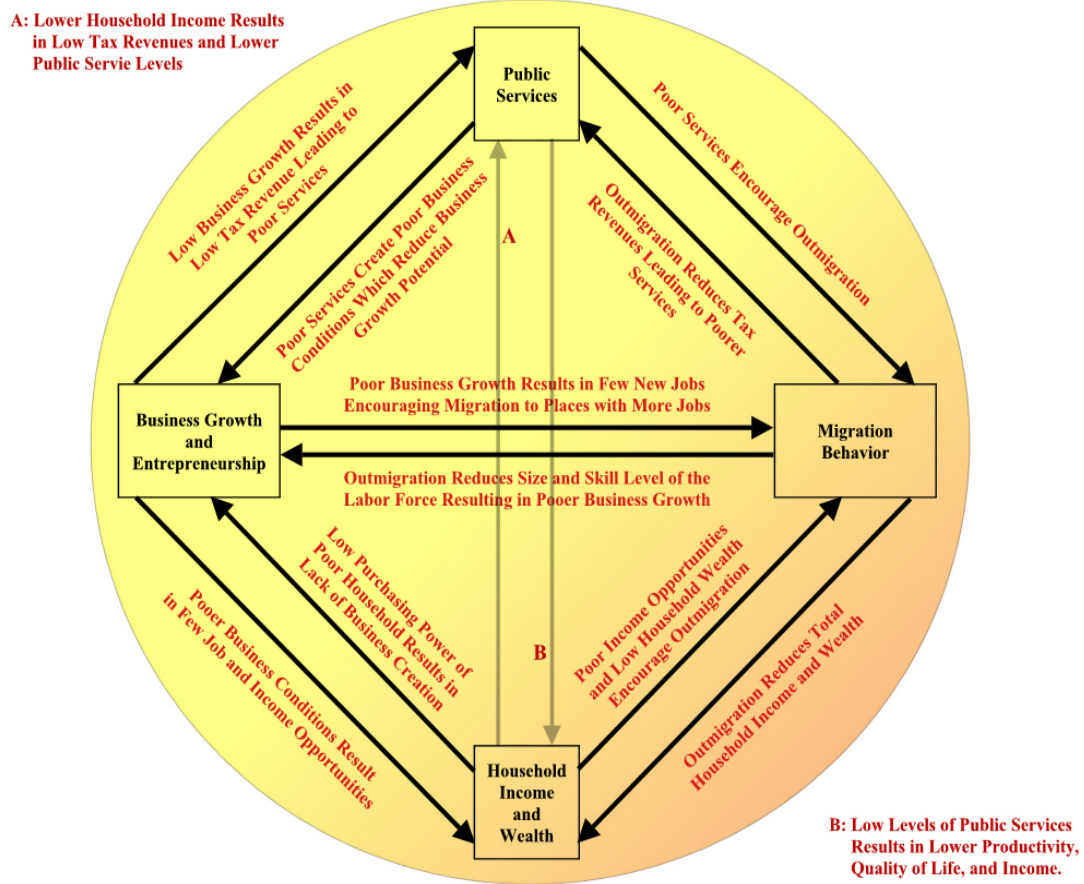 A: Lower Household Income Results
in Low Tax Revenues and Lower
Public Servie Levels
Public
Services
Low Business Growth Results in
Low Tax Revenue Leading to
Poor Services
Poor Services Create Poor Business
Conditions Which Reduce Business
Growth Potential
Poor Services Encourage Outmigration
Outmigration Reduces Tax
Revenues Leading to Poorer
Services
A
Business Growth
and
Entrepreneurship
Poor Business Growth Results in Few New Jobs
Encouraging Migration to Places with More Jobs
Migration
Behavior
Outmigration Reduces Size and Skill Level of the
Labor Force Resulting in Pooer Business Growth
Pooer Business Conditions Result
in Few Job and Income Opportunities
Low Purchasing Power of
Poor Household Results in
Lack of Business Creation
B
Poor Income Opportunities
and Low Household Wealth
Encourage Outmigration
Outmigration Reduces Total
Household Income and Wealth
Household
Income
and
Wealth
B: Low Levels of Public Services
Results in Lower Productivity,
Quality of Life, and Income.